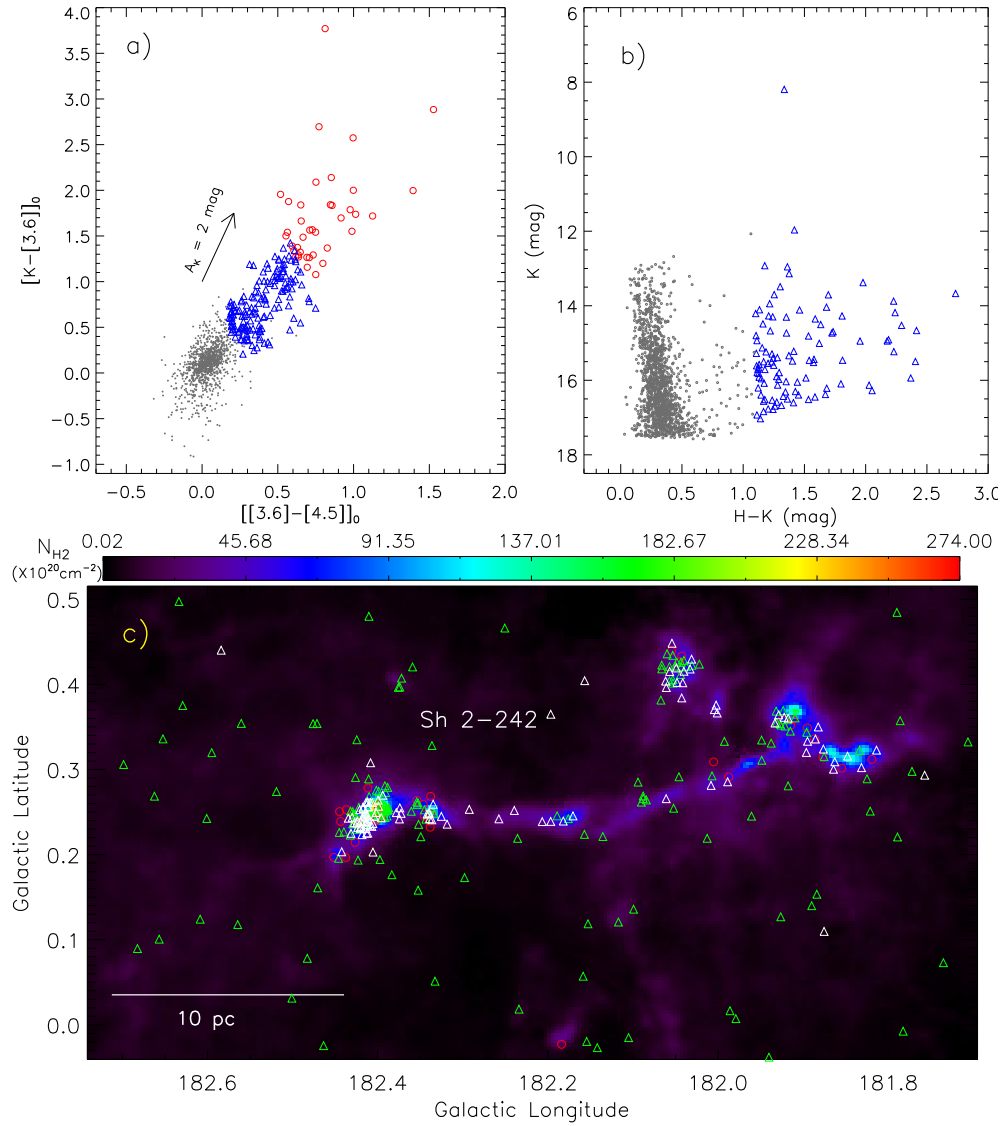 a)
4.0
3.5
3.0
2.5
2.0
1.5
1.0
0.5
0.0
−0.5
−1.0
[K−[3.6]]₀
A_K = 2 mag
−0.5 0.0 0.5 1.0 1.5 2.0
[[3.6]−[4.5]]₀
b)
6
8
10
12
14
16
18
K (mag)
0.0 0.5 1.0 1.5 2.0 2.5 3.0
H−K (mag)
N_H2
(X10²⁰cm⁻²)
0.02 45.68 91.35 137.01 182.67 228.34 274.00
c)
0.5
0.4
0.3
0.2
0.1
0.0
Galactic Latitude
Sh 2−242
10 pc
182.6 182.4 182.2 182.0 181.8
Galactic Longitude